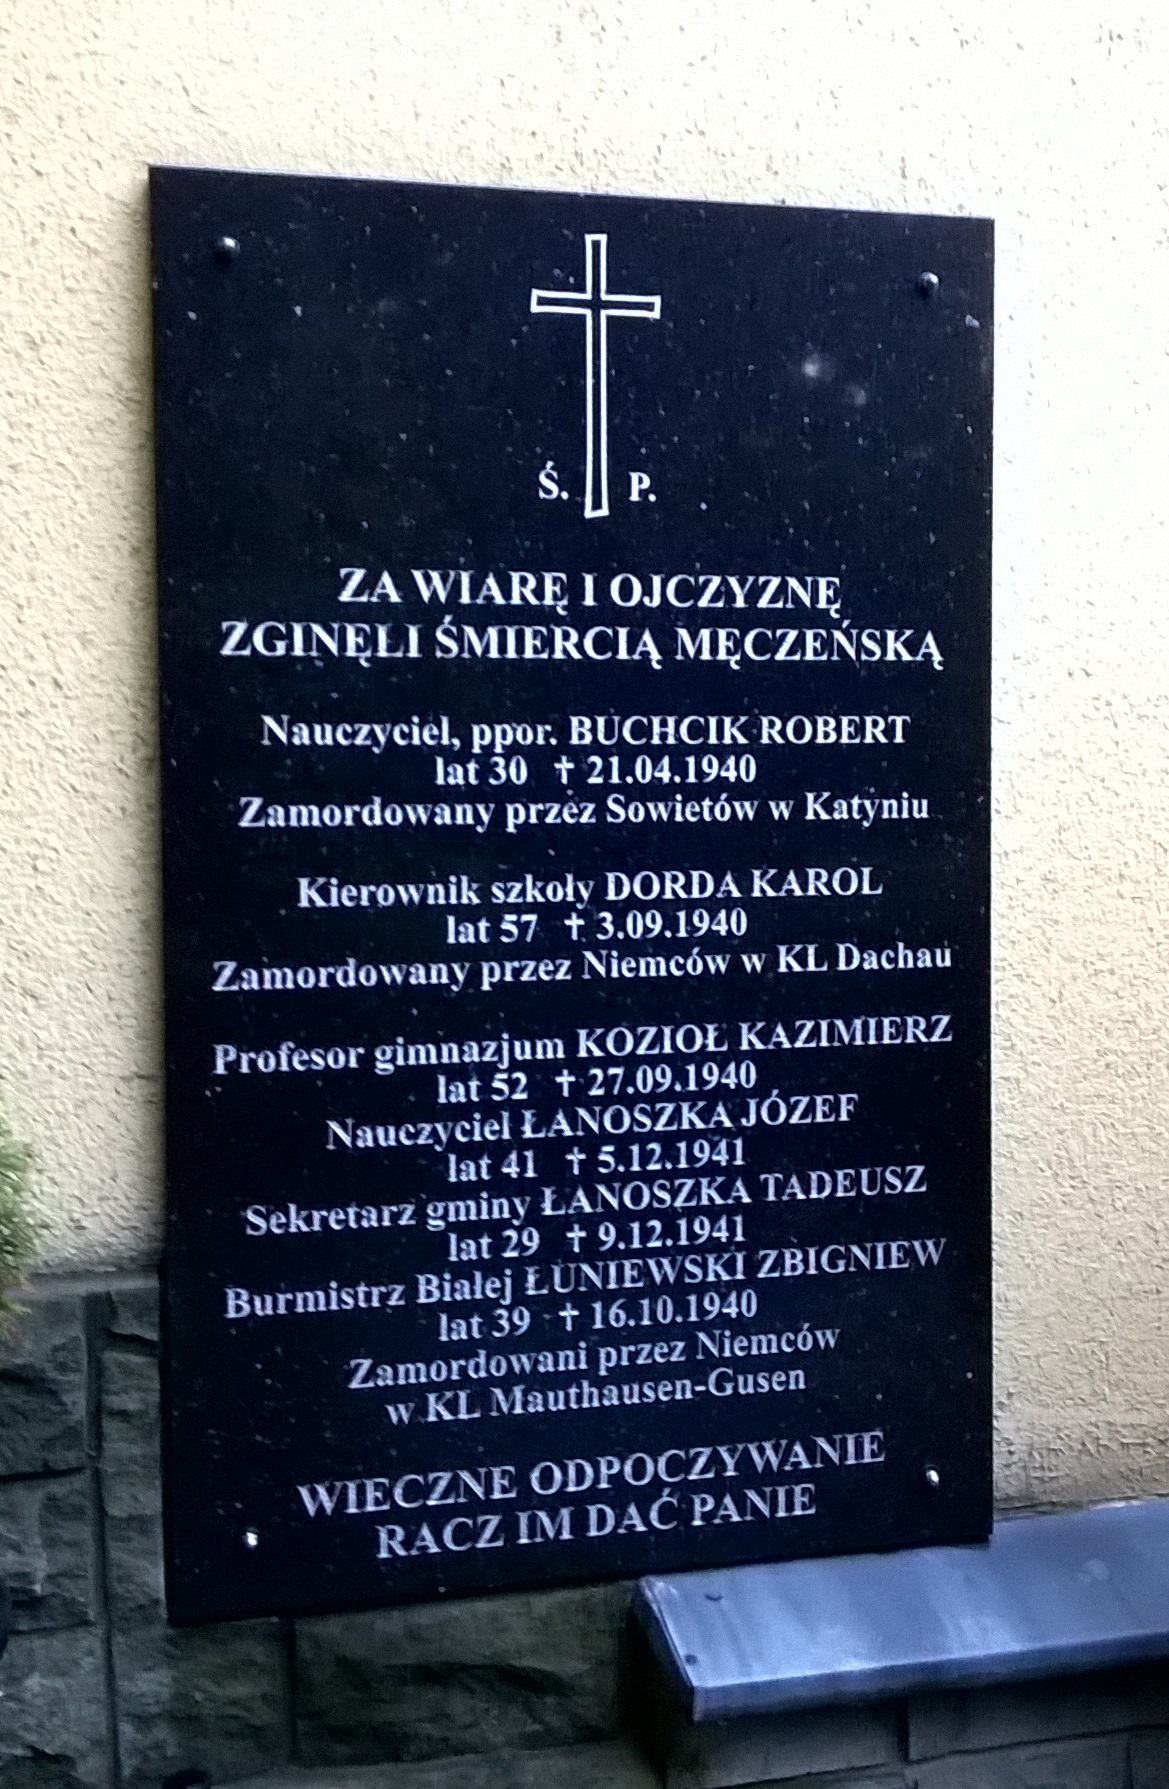 Ś. P.
ZA WIARĘ I OJCZYZNĘ
ZGINĘLI ŚMIERCIĄ MĘCZEŃSKĄ
Nauczyciel, ppor. BUCHCIK ROBERT
lat 30 ✝ 21.04.1940
Zamordowany przez Sowietów w Katyniu
Kierownik szkoły DORDA KAROL
lat 57 ✝ 3.09.1940
Zamordowany przez Niemców w KL Dachau
Profesor gimnazjum KOZIOŁ KAZIMIERZ
lat 52 ✝ 27.09.1940
Nauczyciel ŁANOSZKA JÓZEF
lat 41 ✝ 5.12.1941
Sekretarz gminy ŁANOSZKA TADEUSZ
lat 29 ✝ 9.12.1941
Burmistrz Białej ŁUNIEWSKI ZBIGNIEW
lat 39 ✝ 16.10.1940
Zamordowani przez Niemców
w KL Mauthausen-Gusen
WIECZNE ODPOCZYWANIE
RACZ IM DAĆ PANIE